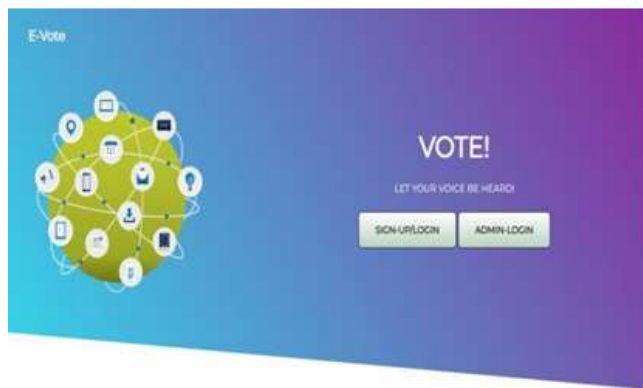 E-Vote
VOTE!
LET YOUR VOICE BE HEARD!
SIGN-UP/LOGIN
ADMIN-LOGIN